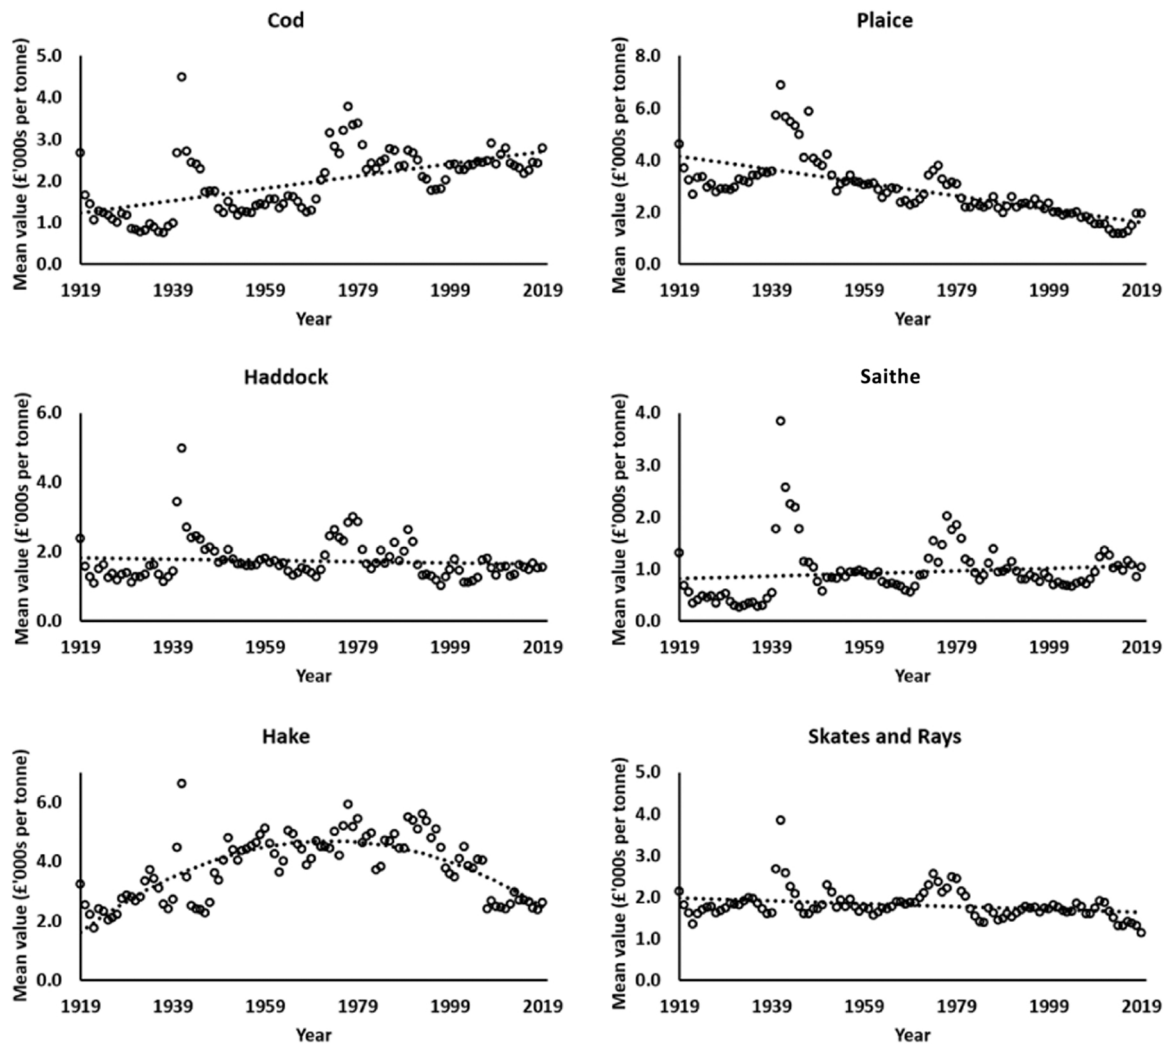 Cod
Mean value (£'000s per tonne)
5.0
4.0
3.0
2.0
1.0
0.0
1919 1939 1959 1979 1999 2019
Year
Plaice
Mean value (£'000s per tonne)
8.0
6.0
4.0
2.0
0.0
1919 1939 1959 1979 1999 2019
Year
Haddock
Mean value (£'000s per tonne)
6.0
4.0
2.0
0.0
1919 1939 1959 1979 1999 2019
Year
Saithe
Mean value (£'000s per tonne)
4.0
3.0
2.0
1.0
0.0
1919 1939 1959 1979 1999 2019
Year
Hake
Mean value (£'000s per tonne)
6.0
4.0
2.0
0.0
1919 1939 1959 1979 1999 2019
Year
Skates and Rays
Mean value (£'000s per tonne)
5.0
4.0
3.0
2.0
1.0
0.0
1919 1939 1959 1979 1999 2019
Year